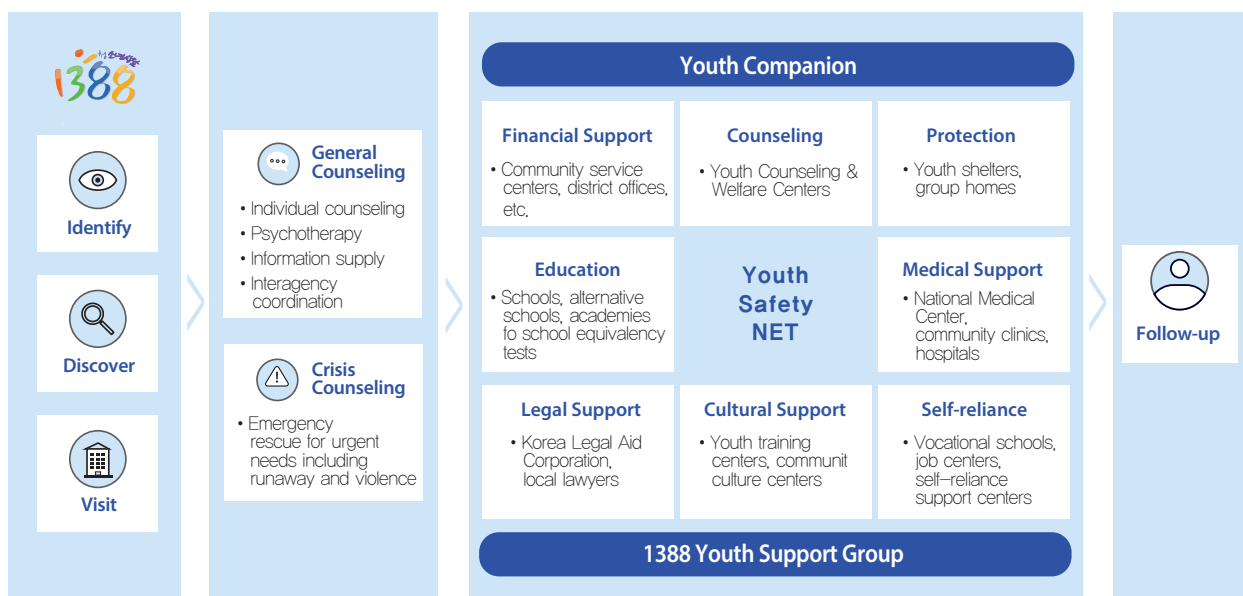 1388
Identify
Discover
Visit
General
Counseling
• Individual counseling
• Psychotherapy
• Information supply
• Interagency
coordination
Crisis
Counseling
• Emergency
rescue for urgent
needs including
runaway and violence
Youth Companion
Financial Support
• Community service
centers, district offices,
etc.
Counseling
• Youth Counseling &
Welfare Centers
Protection
• Youth shelters,
group homes
Education
• Schools, alternative
schools, academies
fo school equivalency
tests
Youth
Safety
NET
Medical Support
• National Medical
Center,
community clinics,
hospitals
Legal Support
• Korea Legal Aid
Corporation,
local lawyers
Cultural Support
• Youth training
centers, communit
culture centers
Self-reliance
• Vocational schools,
job centers,
self-reliance
support centers
1388 Youth Support Group
Follow-up